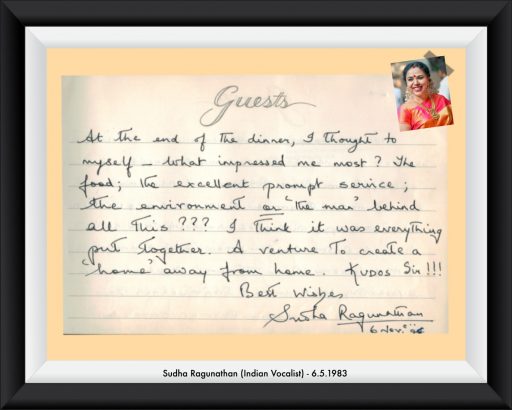 Guests
At the end of the dinner, I thought to
myself - what impressed me most? The
food; the excellent prompt service;
the environment or 'the man' behind
all this??? I think it was everything
put together. A venture to create a
'home' away from home. Kudos Sir!!!
Best Wishes
Sudha Ragunathan
6 Nov.
Sudha Ragunathan (Indian Vocalist) - 6.5.1983